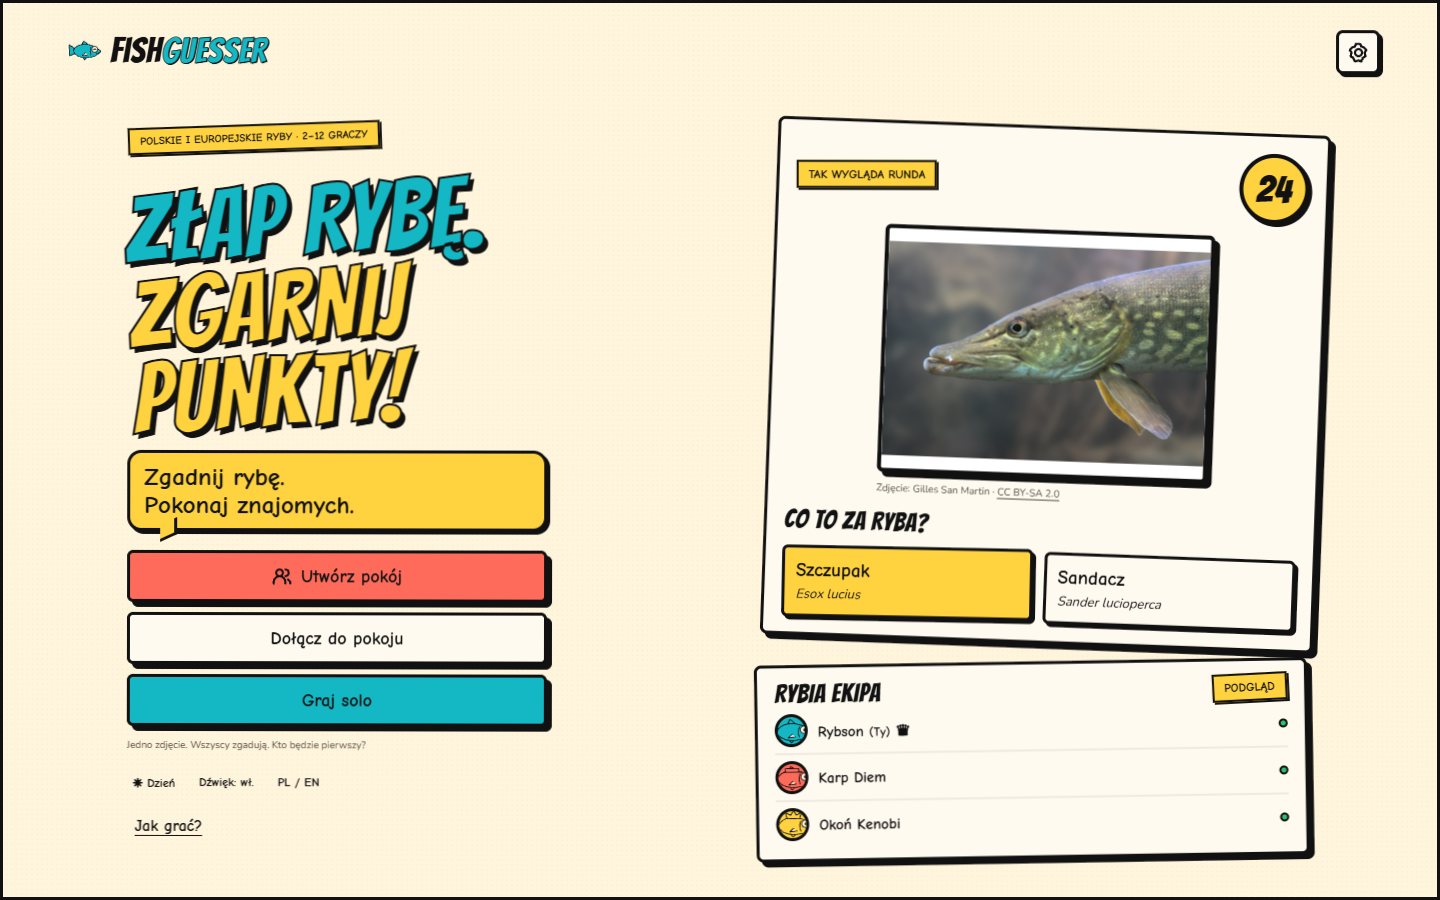 FISHGUESSER
POLSKIE I EUROPEJSKIE RYBY · 2–12 GRACZY
ZŁAP RYBĘ.
ZGARNIJ
PUNKTY!
Zgadnij rybę.
Pokonaj znajomych.
Utwórz pokój
Dołącz do pokoju
Graj solo
Jedno zdjęcie. Wszyscy zgadują. Kto będzie pierwszy?
Dzień Dźwięk: wł. PL / EN
Jak grać?
TAK WYGLĄDA RUNDA
24
Zdjęcie: Gilles San Martin · CC BY-SA 2.0
CO TO ZA RYBA?
Szczupak
Esox lucius
Sandacz
Sander lucioperca
RYBIA EKIPA
PODGLĄD
Rybson (Ty)
Karp Diem
Okoń Kenobi